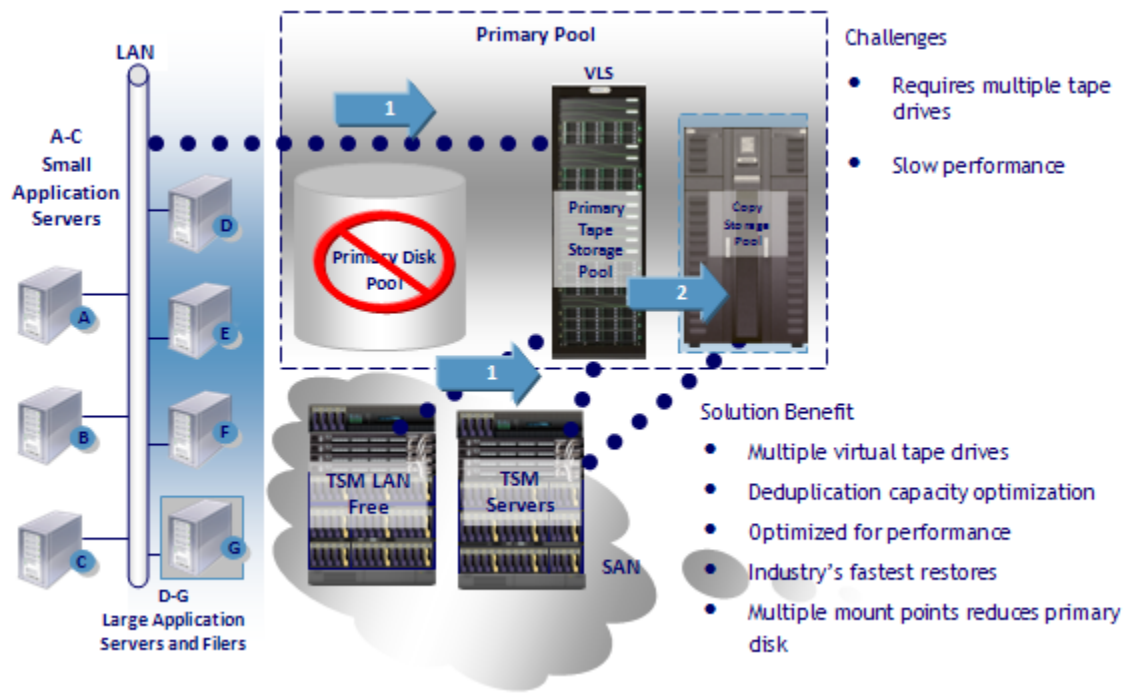 LAN
A-C
Small
Application
Servers
A
B
C
D
E
F
G
D-G
Large Application
Servers and Filers
Primary Pool
1
VLS
Primary Disk
Pool
Primary
Tape
Storage
Pool
Copy
Storage
Pool
2
1
TSM LAN
Free
TSM
Servers
SAN
Challenges
• Requires multiple tape
drives
• Slow performance
Solution Benefit
• Multiple virtual tape drives
• Deduplication capacity optimization
• Optimized for performance
• Industry's fastest restores
• Multiple mount points reduces primary
disk